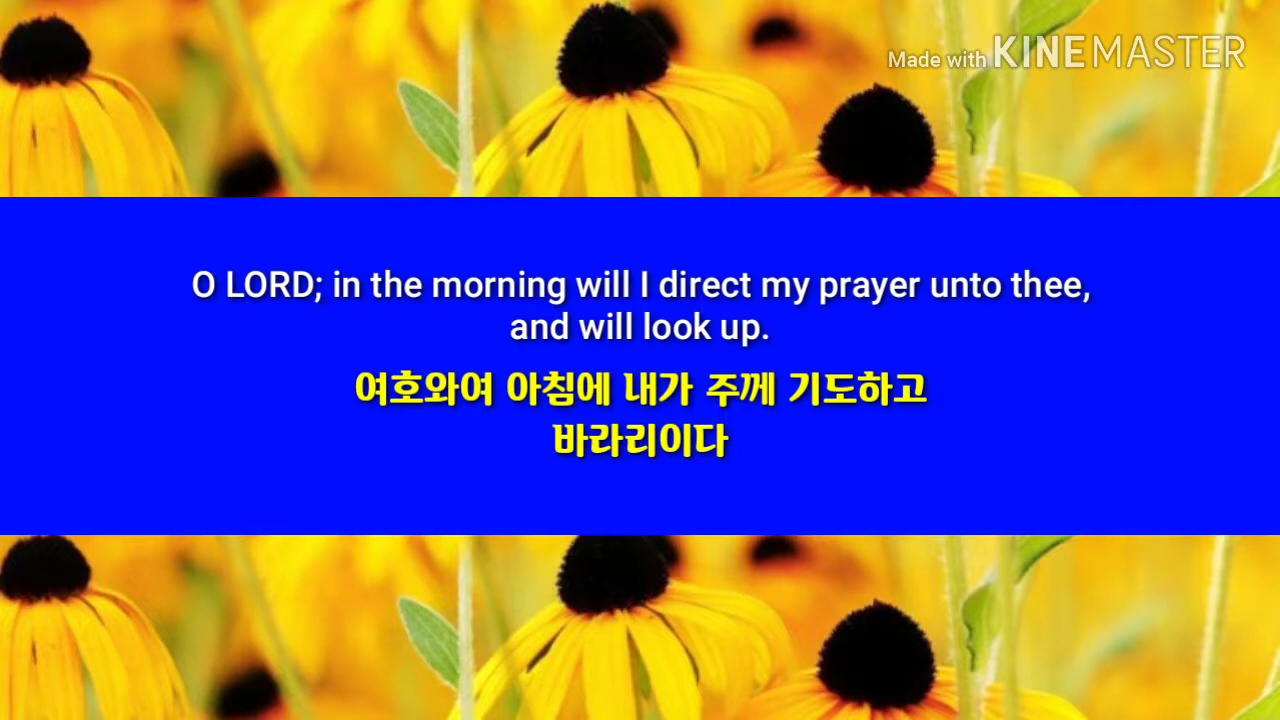 Made with KINEMASTER
O LORD; in the morning will I direct my prayer unto thee,
and will look up.
여호와여 아침에 내가 주께 기도하고
바라리이다